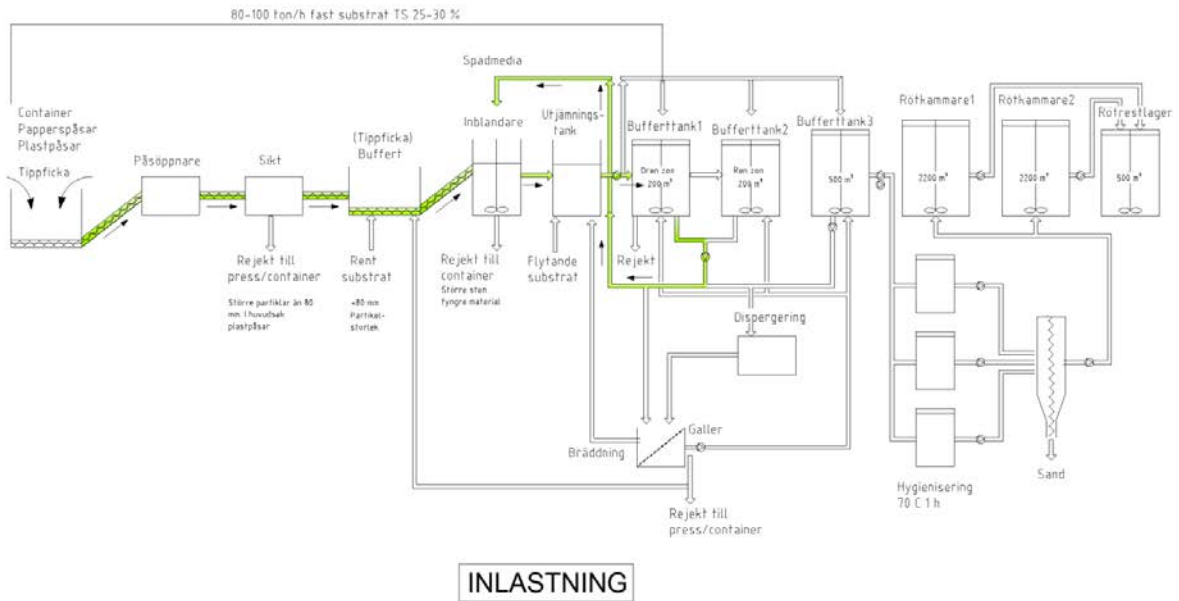 80-100 ton/h fast substrat TS 25-30 %
Spadmedia
Container
Papperspåsar
Plastpåsar
Tippficka
Påsöppnare
Sikt
(Tippficka)
Buffert
Inblandare
Utjämnings-
tank
Bufferttank1
Oren zon
200 m³
Bufferttank2
Ren zon
200 m³
Bufferttank3
500 m³
Rötkammare1
2200 m³
Rötkammare2
2200 m³
Rötrestlager
500 m³
Rejekt till
press/container
Större partiklar än 80
mm. I huvudsak
plastpåsar
Rent
substrat
<80 mm
Partikel-
storlek
Rejekt till
container
Större sten
tyngre material
Flytande
substrat
Rejekt
Dispergering
Bräddning
Galler
Rejekt till
press/container
Hygienisering
70 C 1 h
Sand
INLASTNING